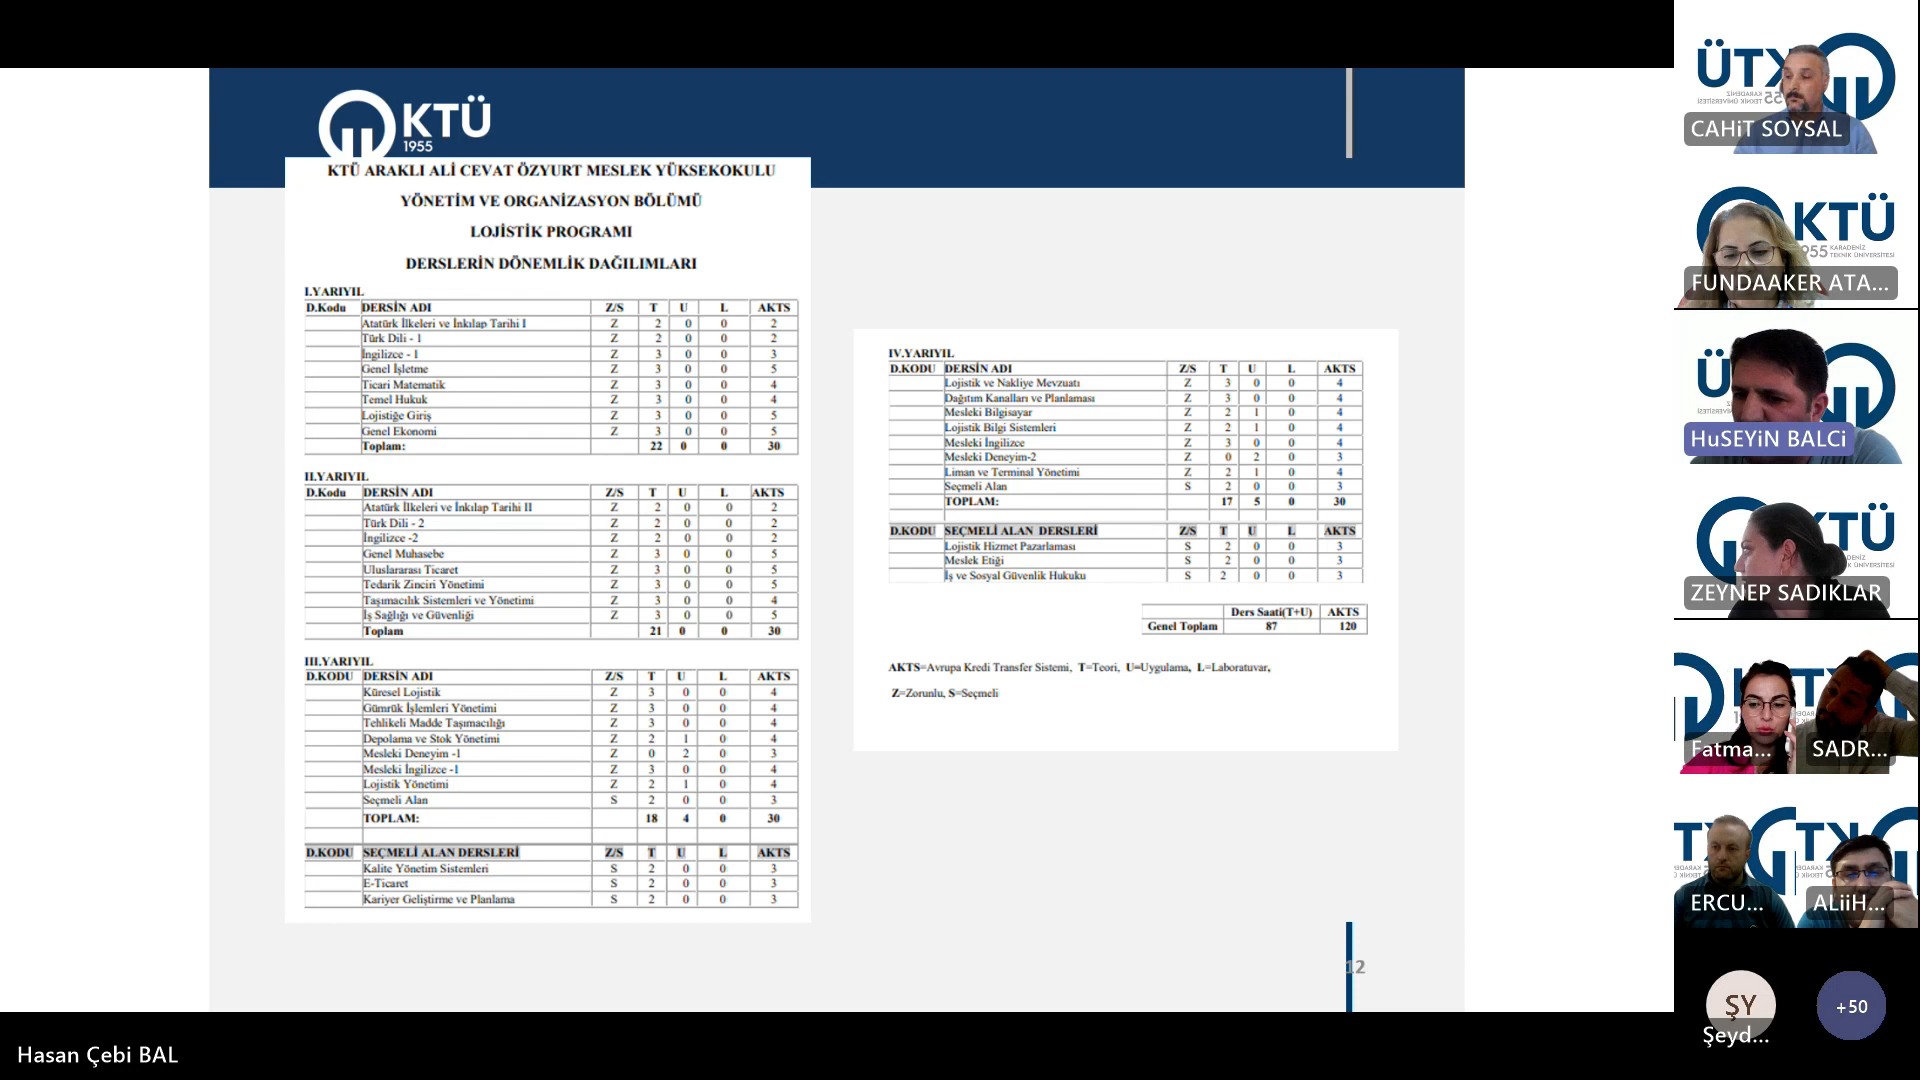 KTÜ
1955
KTÜ ARAKLI ALİ CEVAT ÖZYURT MESLEK YÜKSEKOKULU
YÖNETİM VE ORGANİZASYON BÖLÜMÜ
LOJİSTİK PROGRAMI
DERSLERİN DÖNEMLİK DAĞILIMLARI
I.YARIYIL
D.Kodu DERSİN ADI Z/S T U L AKTS
Atatürk İlkeleri ve İnkılap Tarihi I Z 2 0 0 2
Türk Dili - 1 Z 2 0 0 2
İngilizce - 1 Z 3 0 0 3
Genel İşletme Z 3 0 0 5
Ticari Matematik Z 3 0 0 4
Temel Hukuk Z 3 0 0 4
Lojistiğe Giriş Z 3 0 0 5
Genel Ekonomi Z 3 0 0 5
Toplam: 22 0 0 30
II.YARIYIL
D.Kodu DERSİN ADI Z/S T U L AKTS
Atatürk İlkeleri ve İnkılap Tarihi II Z 2 0 0 2
Türk Dili - 2 Z 2 0 0 2
İngilizce -2 Z 2 0 0 2
Genel Muhasebe Z 3 0 0 5
Uluslararası Ticaret Z 3 0 0 5
Tedarik Zinciri Yönetimi Z 3 0 0 5
Taşımacılık Sistemleri ve Yönetimi Z 3 0 0 4
İş Sağlığı ve Güvenliği Z 3 0 0 5
Toplam 21 0 0 30
III.YARIYIL
D.KODU DERSİN ADI Z/S T U L AKTS
Küresel Lojistik Z 3 0 0 4
Gümrük İşlemleri Yönetimi Z 3 0 0 4
Tehlikeli Madde Taşımacılığı Z 3 0 0 4
Depolama ve Stok Yönetimi Z 2 1 0 4
Mesleki Deneyim -1 Z 0 2 0 3
Mesleki İngilizce -1 Z 3 0 0 4
Lojistik Yönetimi Z 2 1 0 4
Seçmeli Alan S 2 0 0 3
TOPLAM: 18 4 0 30
D.KODU SEÇMELİ ALAN DERSLERİ Z/S T U L AKTS
Kalite Yönetim Sistemleri S 2 0 0 3
E-Ticaret S 2 0 0 3
Kariyer Geliştirme ve Planlama S 2 0 0 3
IV.YARIYIL
D.KODU DERSİN ADI Z/S T U L AKTS
Lojistik ve Nakliye Mevzuatı Z 3 0 0 4
Dağıtım Kanalları ve Planlaması Z 3 0 0 4
Mesleki Bilgisayar Z 2 1 0 4
Lojistik Bilgi Sistemleri Z 2 1 0 4
Mesleki İngilizce Z 3 0 0 4
Mesleki Deneyim-2 Z 0 2 0 3
Liman ve Terminal Yönetimi Z 2 1 0 4
Seçmeli Alan S 2 0 0 3
TOPLAM: 17 5 0 30
D.KODU SEÇMELİ ALAN DERSLERİ Z/S T U L AKTS
Lojistik Hizmet Pazarlaması S 2 0 0 3
Meslek Etiği S 2 0 0 3
İş ve Sosyal Güvenlik Hukuku S 2 0 0 3
Ders Saati(T+U) AKTS
Genel Toplam 87 120
AKTS=Avrupa Kredi Transfer Sistemi, T=Teori, U=Uygulama, L=Laboratuvar,
Z=Zorunlu, S=Seçmeli
12
CAHiT SOYSAL
KTÜ
KARADENİZ
TEKNİK ÜNİVERSİTESİ
FUNDAAKER ATA...
HuSEYiN BALCi
KTÜ
ZEYNEP SADIKLAR
Fatma...
SADR...
ERCU...
ALiiH...
ŞY
Şeyd...
+50
Hasan Çebi BAL